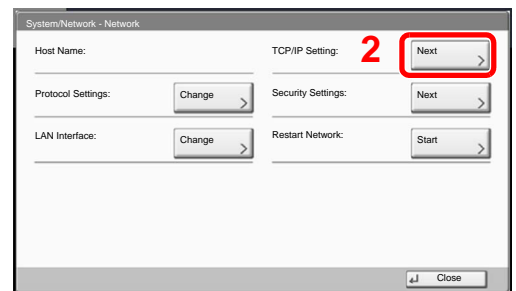 System/Network - Network
Host Name:
TCP/IP Setting:
2
Next
Protocol Settings:
Change
Security Settings:
Next
LAN Interface:
Change
Restart Network:
Start
Close